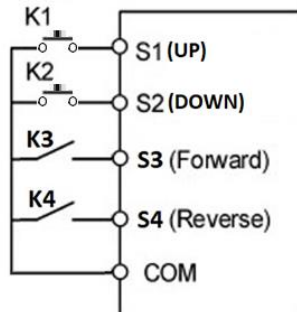 K1
S1 (UP)
K2
S2 (DOWN)
K3
S3 (Forward)
K4
S4 (Reverse)
COM